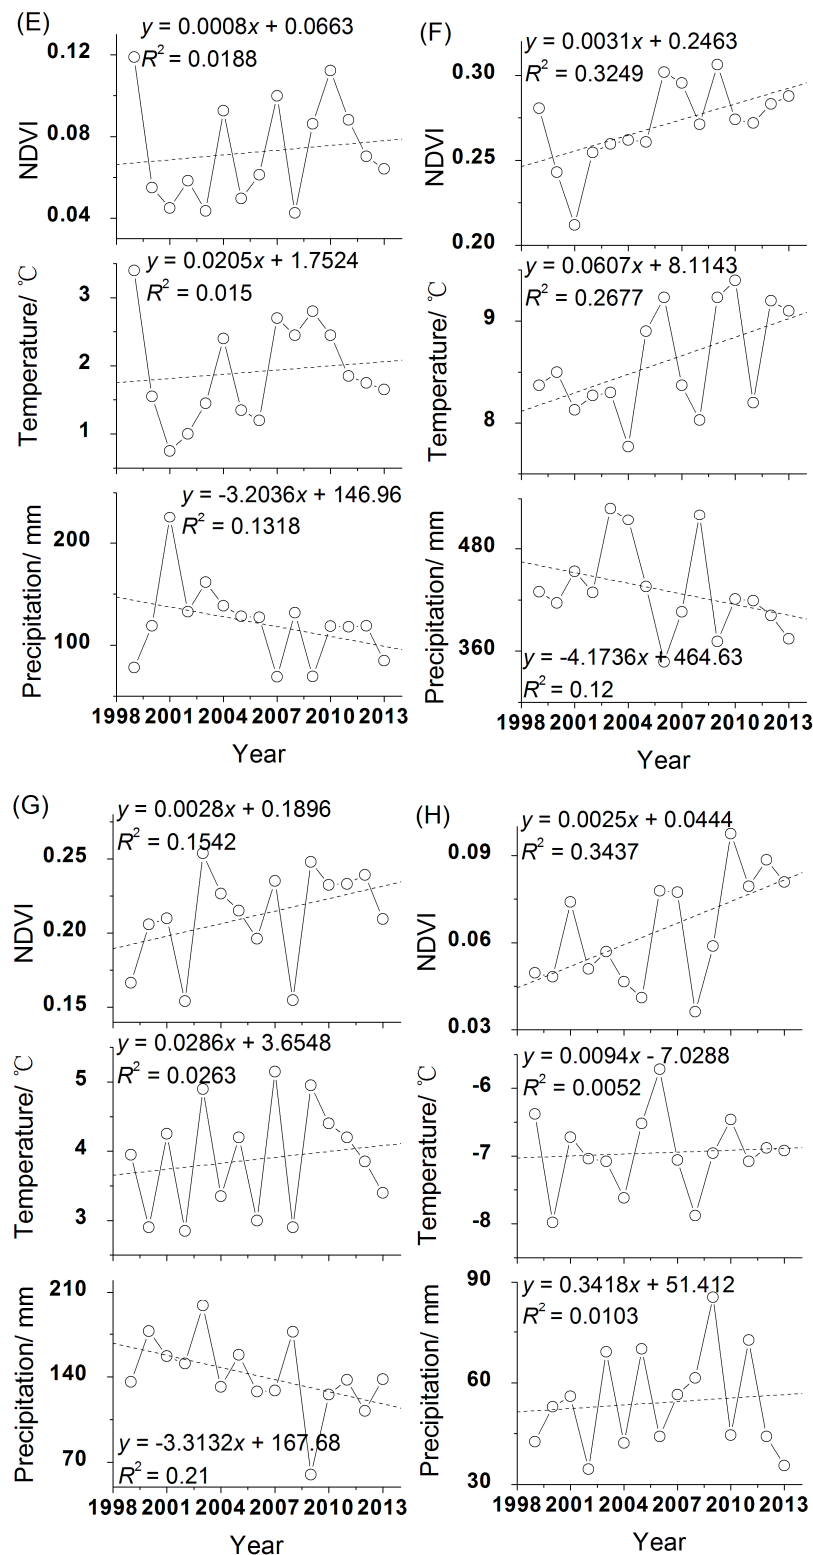 (E)
y = 0.0008x + 0.0663
R² = 0.0188
0.12
0.08
0.04
NDVI
y = 0.0205x + 1.7524
R² = 0.015
3
2
1
Temperature/ ℃
y = -3.2036x + 146.96
R² = 0.1318
200
100
Precipitation/ mm
1998 2001 2004 2007 2010 2013
Year
(F)
y = 0.0031x + 0.2463
R² = 0.3249
0.30
0.25
0.20
NDVI
y = 0.0607x + 8.1143
R² = 0.2677
9
8
Temperature/ ℃
480
360
Precipitation/ mm
y = -4.1736x + 464.63
R² = 0.12
1998 2001 2004 2007 2010 2013
Year
(G)
y = 0.0028x + 0.1896
R² = 0.1542
0.25
0.20
0.15
NDVI
y = 0.0286x + 3.6548
R² = 0.0263
5
4
3
Temperature/ ℃
210
140
70
Precipitation/ mm
y = -3.3132x + 167.68
R² = 0.21
1998 2001 2004 2007 2010 2013
Year
(H)
y = 0.0025x + 0.0444
R² = 0.3437
0.09
0.06
0.03
NDVI
y = 0.0094x - 7.0288
R² = 0.0052
-6
-7
-8
Temperature/ ℃
y = 0.3418x + 51.412
R² = 0.0103
90
60
30
Precipitation/ mm
1998 2001 2004 2007 2010 2013
Year